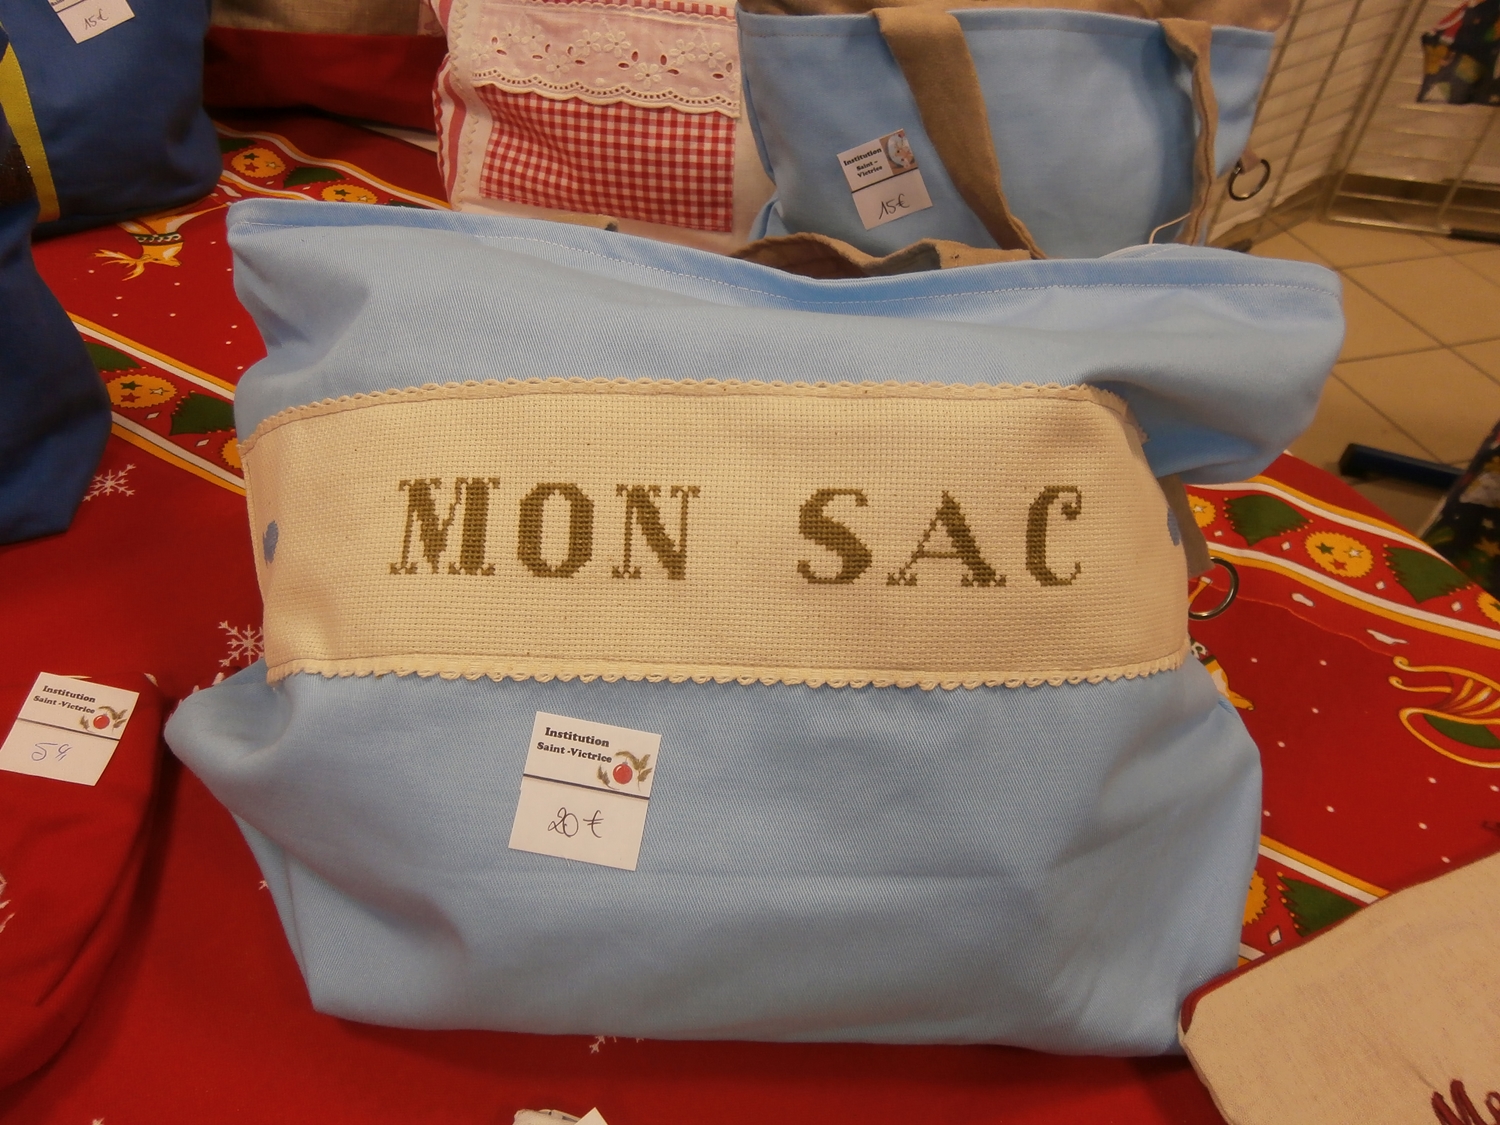 15€
Institution
Saint -
Victrice
15€
MON SAC
Institution
Saint -Victrice
5€
Institution
Saint -Victrice
20 €